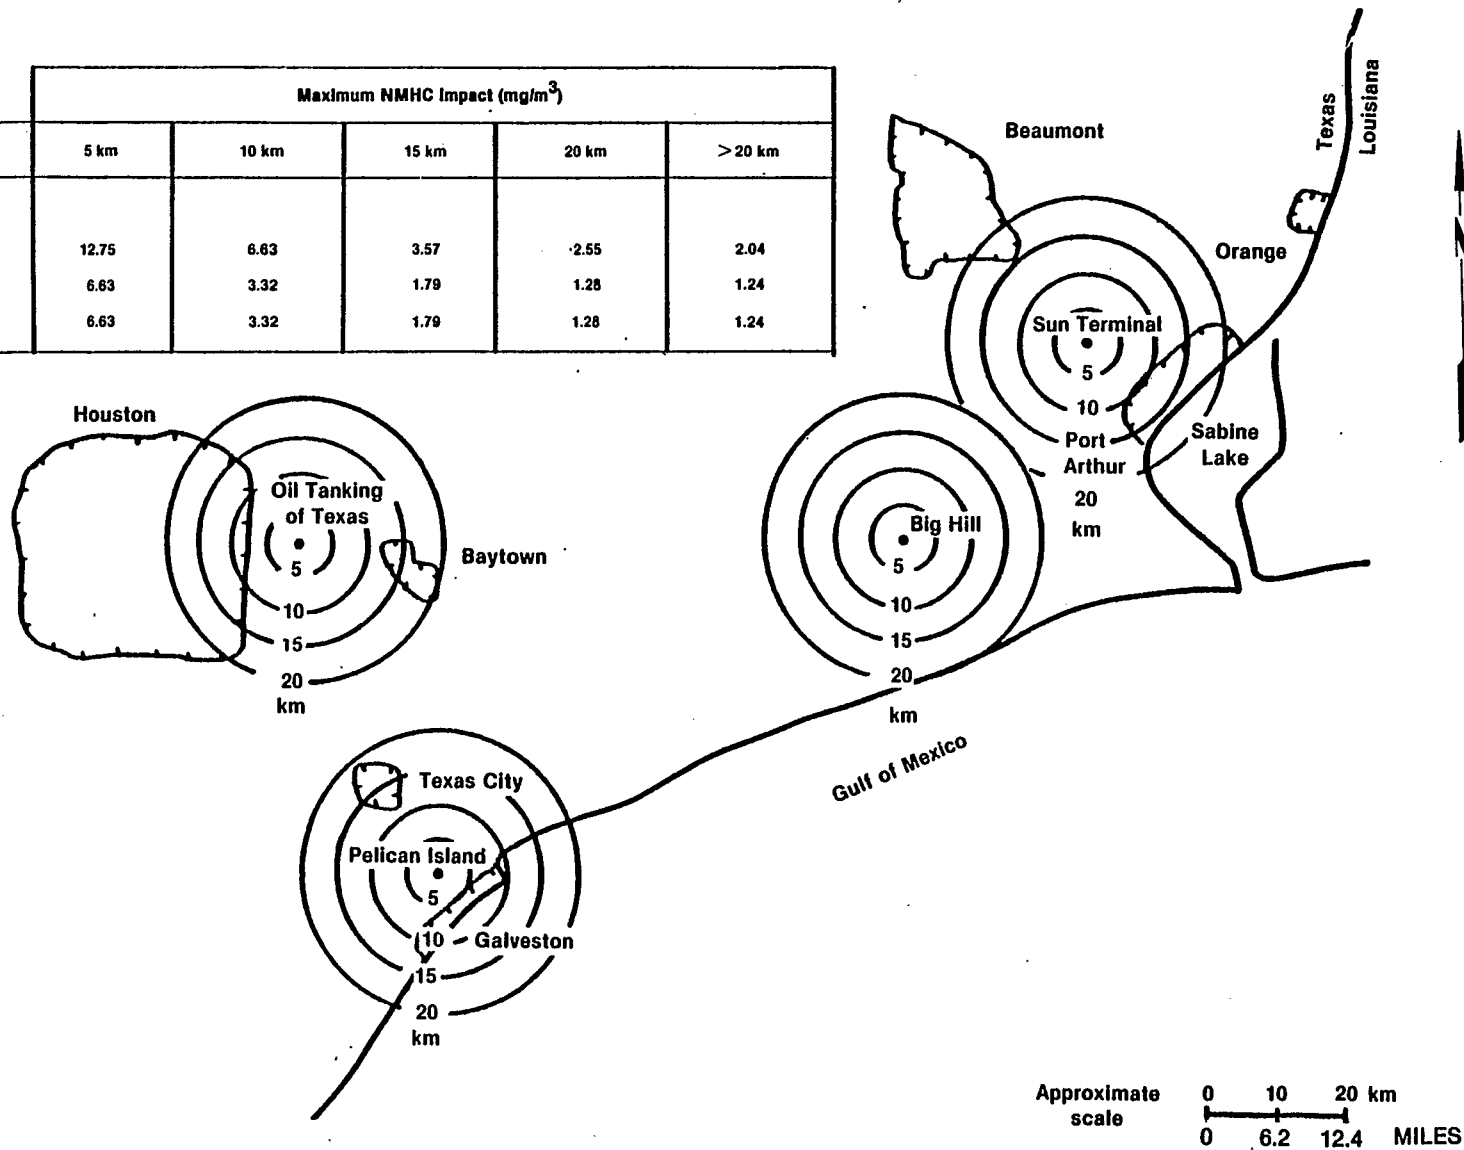 Maximum NMHC Impact (mg/m3)
5 km 10 km 15 km 20 km >20 km
12.75 6.63 3.57 2.55 2.04
6.63 3.32 1.79 1.28 1.24
6.63 3.32 1.79 1.28 1.24
Texas
Louisiana
Beaumont
Orange
Sun Terminal
5
10
Port
Arthur
20
km
Sabine
Lake
Houston
Oil Tanking
of Texas
5
10
15
20
km
Baytown
Big Hill
5
10
15
20
km
Gulf of Mexico
Texas City
Pelican Island
5
10
Galveston
15
20
km
Approximate
scale
0 10 20 km
0 6.2 12.4 MILES